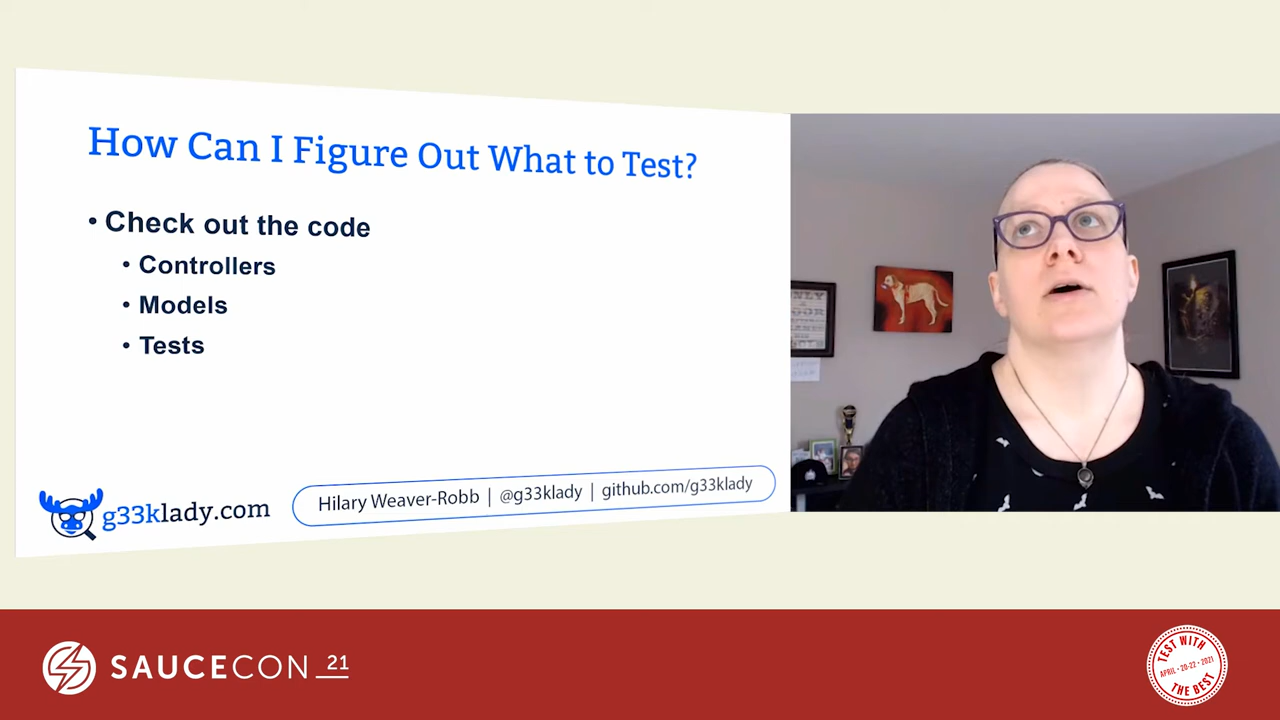 How Can I Figure Out What to Test?
• Check out the code
• Controllers
• Models
• Tests
g33klady.com
Hilary Weaver-Robb | @g33klady | github.com/g33klady
SAUCECON 21
TEST WITH
APRIL • 20-22 • 2021
THE BEST